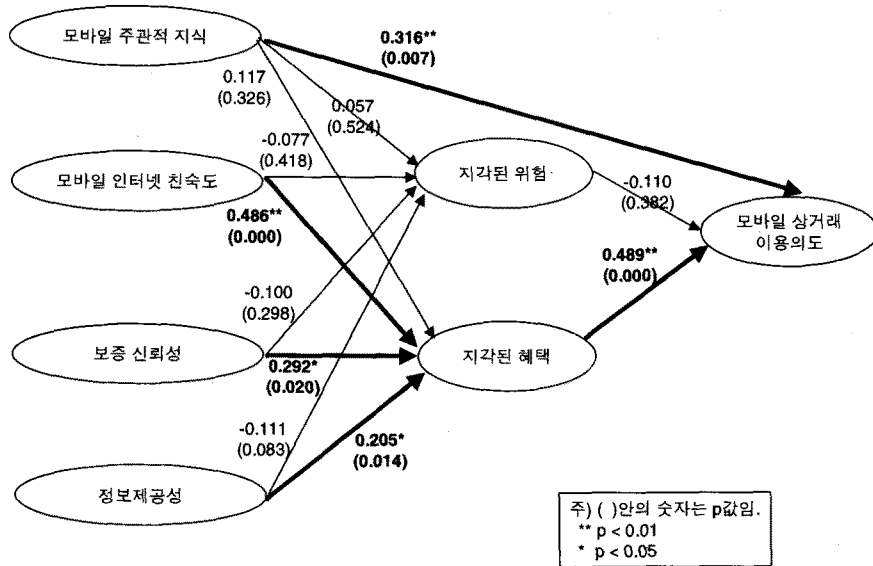 모바일 주관적 지식
0.316**
(0.007)
0.117
(0.326)
0.057
(0.524)
-0.077
(0.418)
모바일 인터넷 친숙도
지각된 위험
-0.110
(0.382)
0.486**
(0.000)
모바일 상거래
이용의도
0.489**
(0.000)
-0.100
(0.298)
보증 신뢰성
지각된 혜택
0.292*
(0.020)
-0.111
(0.083)
0.205*
(0.014)
정보제공성
주) ( )안의 숫자는 p값임.
** p < 0.01
* p < 0.05